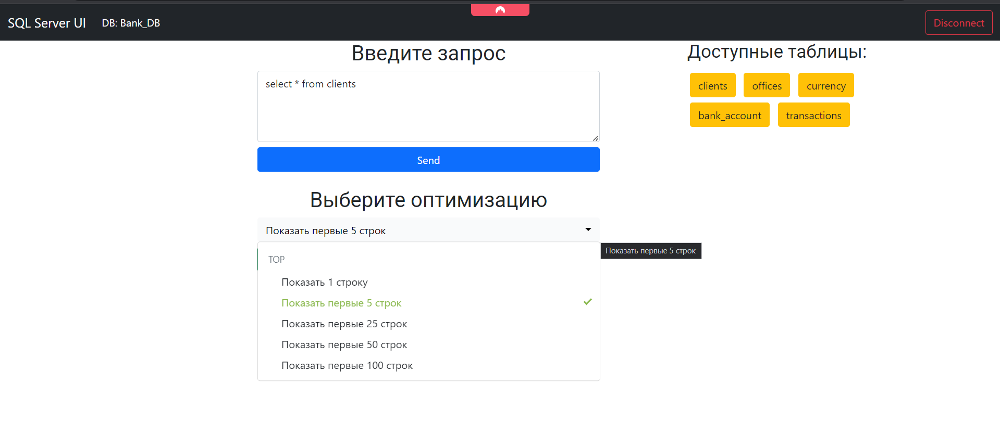 SQL Server UI DB: Bank_DB Disconnect
Введите запрос
select * from clients
Send
Доступные таблицы:
clients offices currency
bank_account transactions
Выберите оптимизацию
Показать первые 5 строк
Показать первые 5 строк
TOP
Показать 1 строку
Показать первые 5 строк
Показать первые 25 строк
Показать первые 50 строк
Показать первые 100 строк